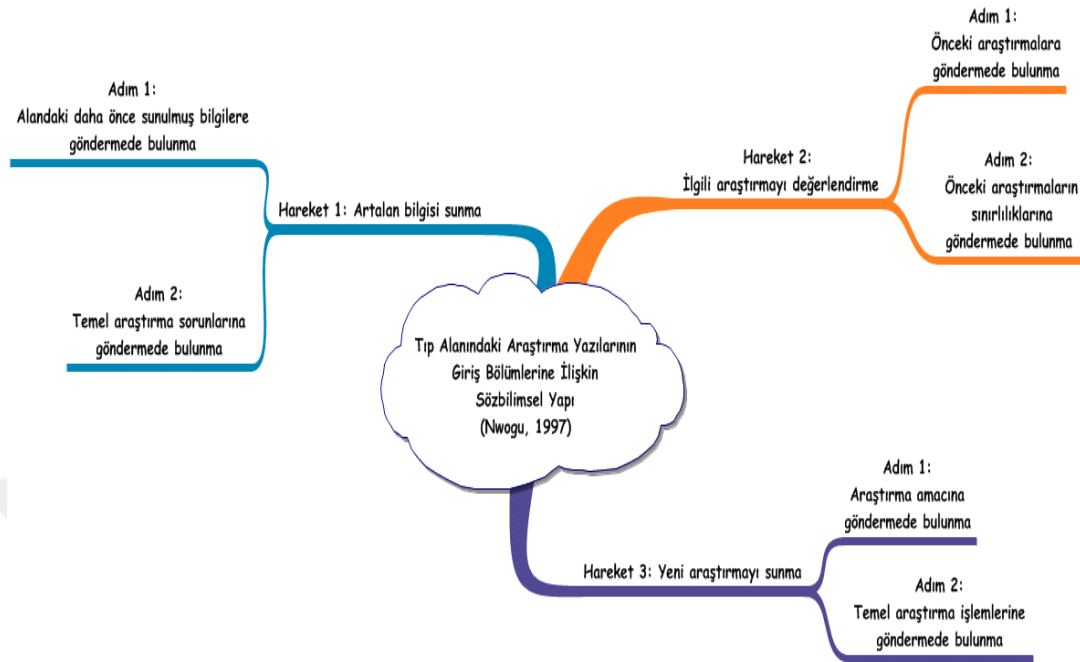 Tıp Alanındaki Araştırma Yazılarının
Giriş Bölümlerine İlişkin
Sözbilimsel Yapı
(Nwogu, 1997)
Hareket 1: Artalan bilgisi sunma
Adım 1:
Alandaki daha önce sunulmuş bilgilere
göndermede bulunma
Adım 2:
Temel araştırma sorunlarına
göndermede bulunma
Hareket 2:
İlgili araştırmayı değerlendirme
Adım 1:
Önceki araştırmalara
göndermede bulunma
Adım 2:
Önceki araştırmaların
sınırlılıklarına
göndermede bulunma
Hareket 3: Yeni araştırmayı sunma
Adım 1:
Araştırma amacına
göndermede bulunma
Adım 2:
Temel araştırma işlemlerine
göndermede bulunma